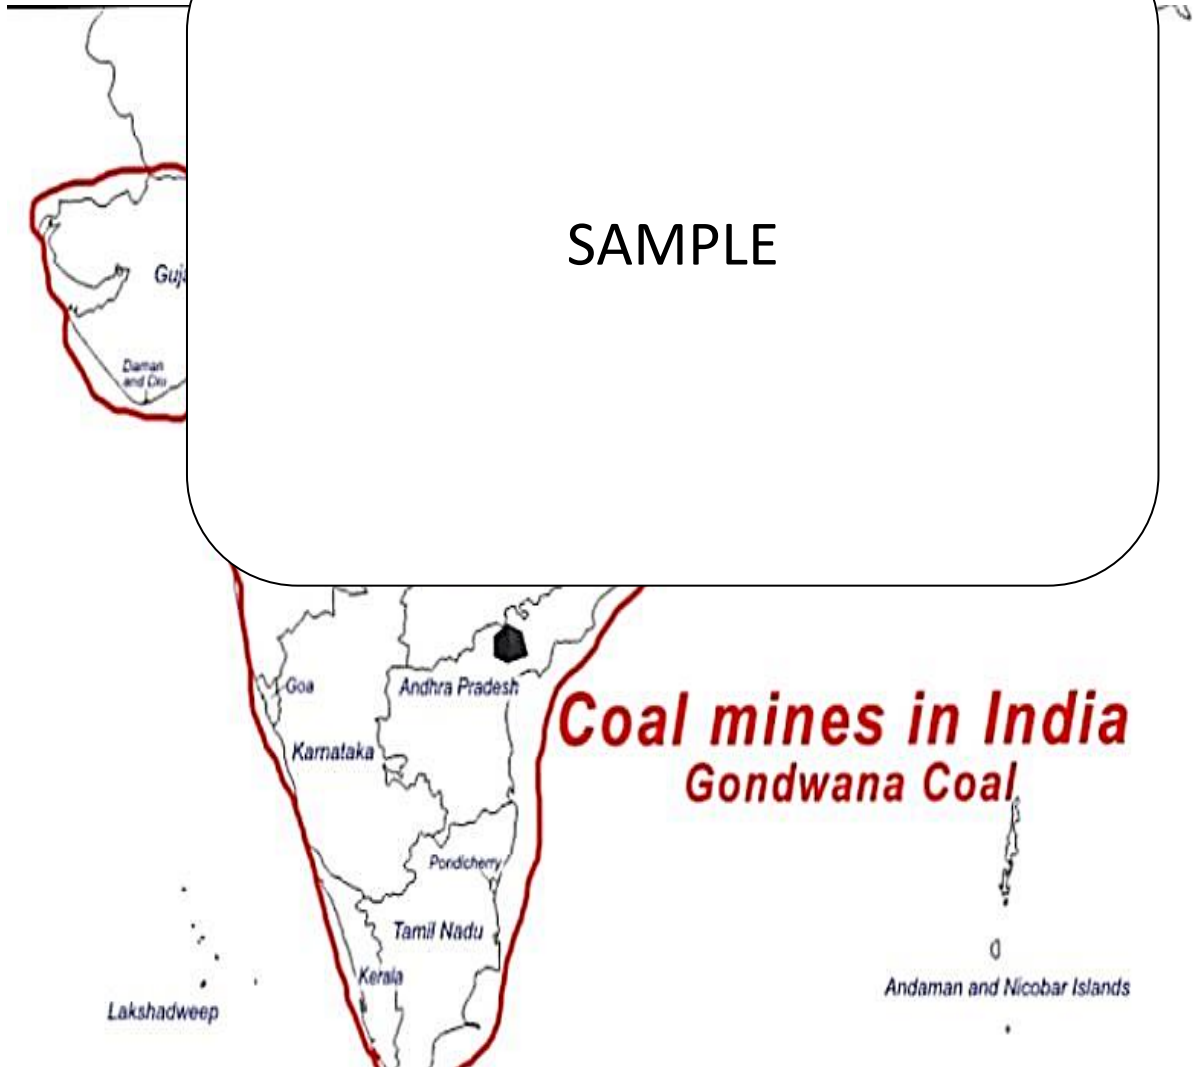 SAMPLE
Daman
and Diu
Goa
Andhra Pradesh
Coal mines in India
Karnataka
Gondwana Coal
Pondicherry
Tamil Nadu
Kerala
Andaman and Nicobar Islands
Lakshadweep